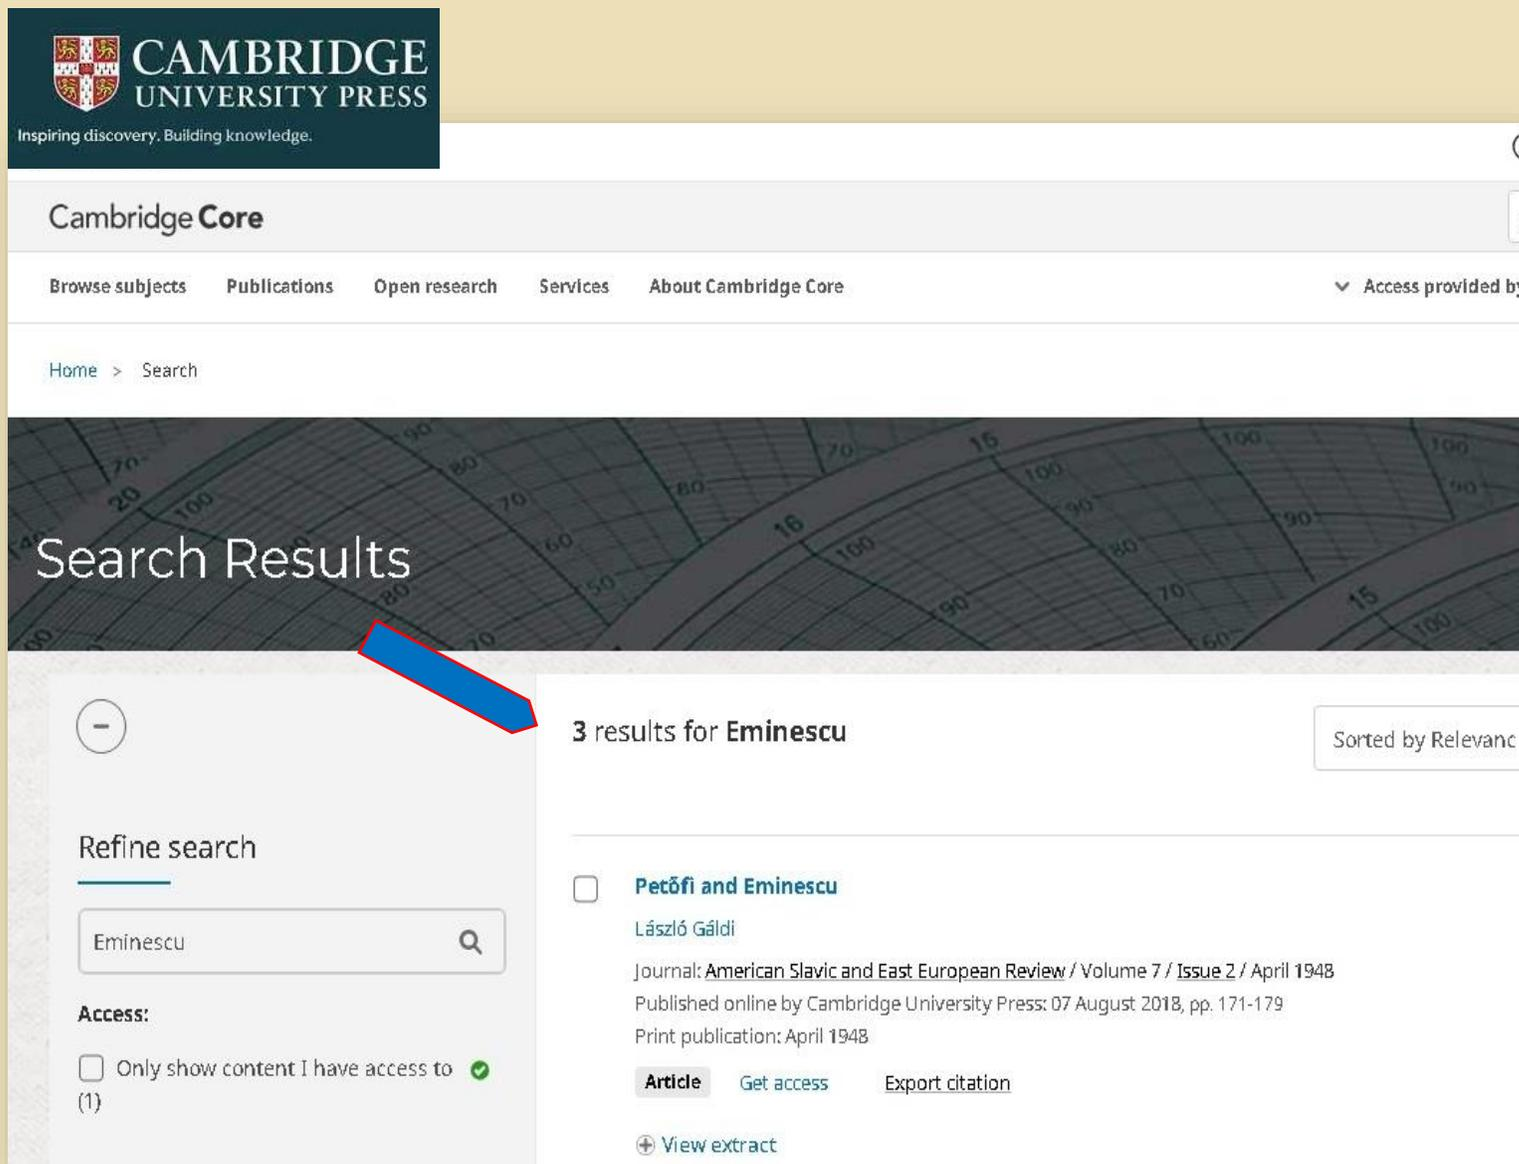 CAMBRIDGE
UNIVERSITY PRESS
Inspiring discovery. Building knowledge.
Cambridge Core
Browse subjects Publications Open research Services About Cambridge Core Access provided by
Home > Search
Search Results
3 results for Eminescu
Sorted by Relevanc
Refine search
Eminescu
Access:
Only show content I have access to
(1)
Petőfi and Eminescu
László Gáldi
Journal: American Slavic and East European Review / Volume 7 / Issue 2 / April 1948
Published online by Cambridge University Press: 07 August 2018, pp. 171-179
Print publication: April 1948
Article Get access Export citation
View extract